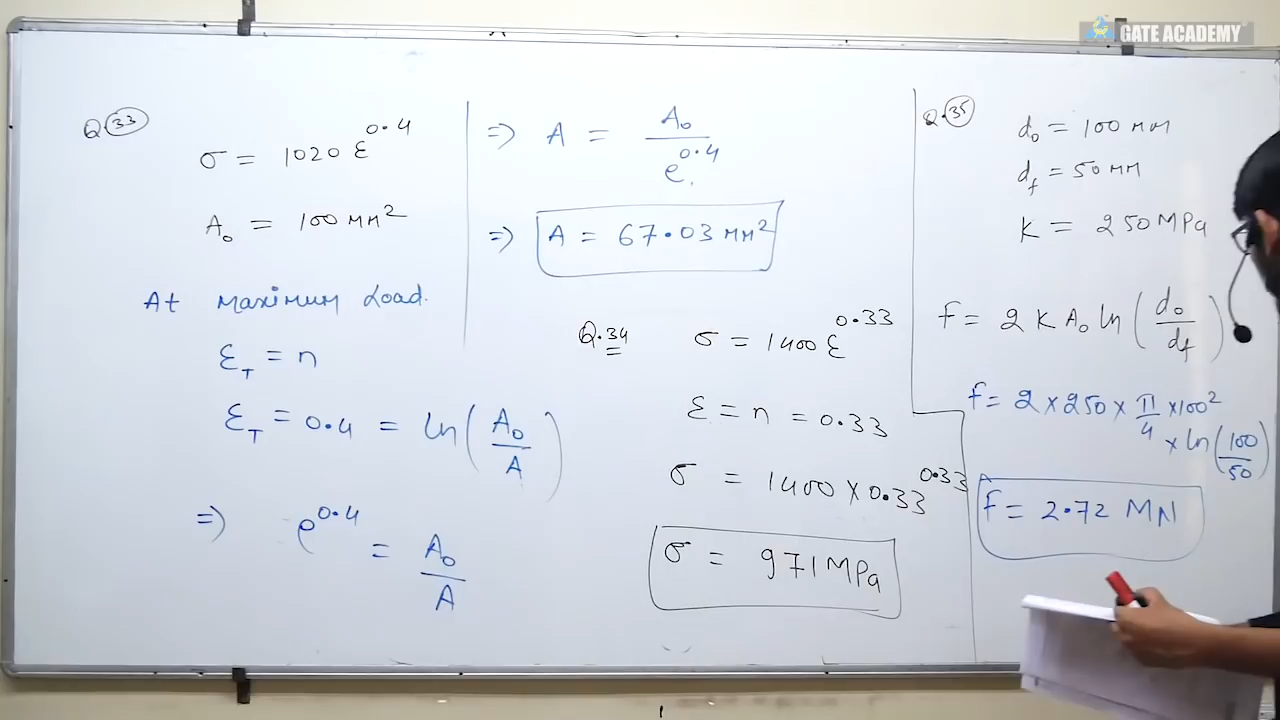 GATE ACADEMY
Q. 33
σ = 1020 ε^0.4
A₀ = 100 MM²
At Maximum Load.
ε_T = n
ε_T = 0.4 = ln(A₀/A)
⇒ e^0.4 = A₀/A
⇒ A = A₀/e^0.4
⇒ A = 67.03 MM²
Q.34
σ = 1400 ε^0.33
ε = n = 0.33
σ = 1400 × 0.33^0.33
σ = 971 MPa
Q. 35
d₀ = 100 MM
d_f = 50 MM
K = 250 MPa
f = 2 K A₀ ln(d₀/d_f)
f = 2 × 250 × π/4 × 100²
× ln(100/50)
f = 2.72 MN